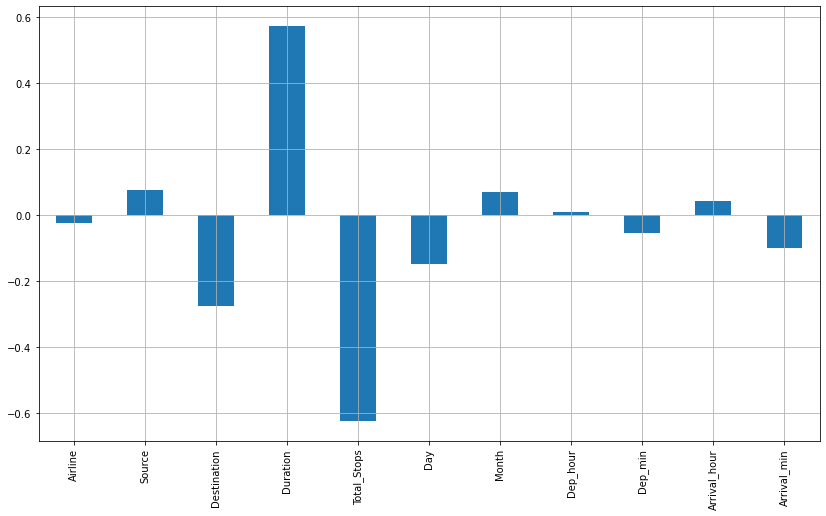 0.6
0.4
0.2
0.0
−0.2
−0.4
−0.6
Airline
Source
Destination
Duration
Total_Stops
Day
Month
Dep_hour
Dep_min
Arrival_hour
Arrival_min